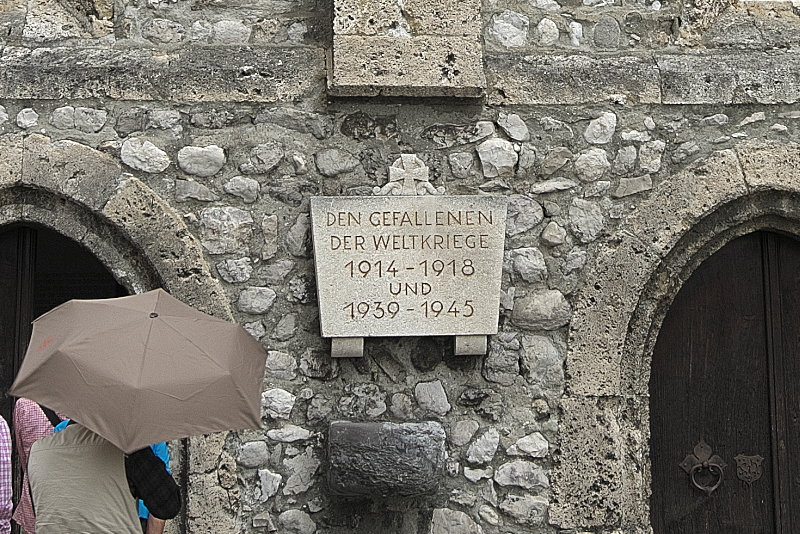 DEN GEFALLENEN
DER WELTKRIEGE
1914-1918
UND
1939-1945